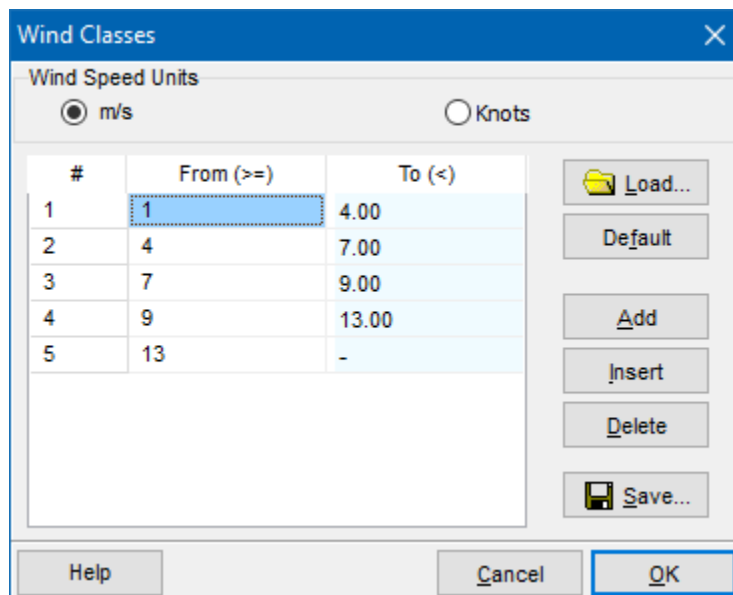 Wind Classes
Wind Speed Units
m/s
Knots
# From (>=) To (<)
1 1 4.00
2 4 7.00
3 7 9.00
4 9 13.00
5 13 -
Load...
Default
Add
Insert
Delete
Save...
Help Cancel OK